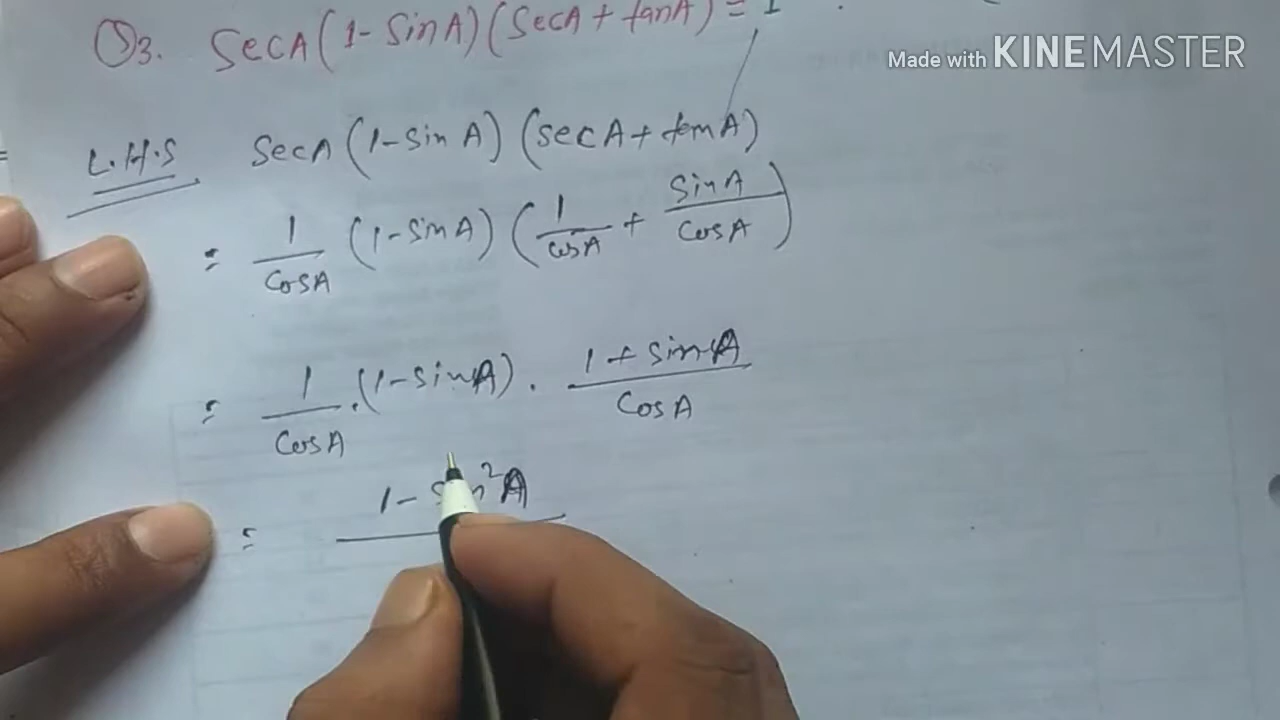 Q3. SecA (1 - SinA) (SecA + tanA) = 1
Made with KINEMASTER
L.H.S SecA (1 - Sin A) (secA + tanA)
= 1/CosA (1 - SinA) (1/cosA + SinA/CosA)
= 1/CosA . (1 - sinA) . 1 + sinA/CosA
= 1 - Sin²A